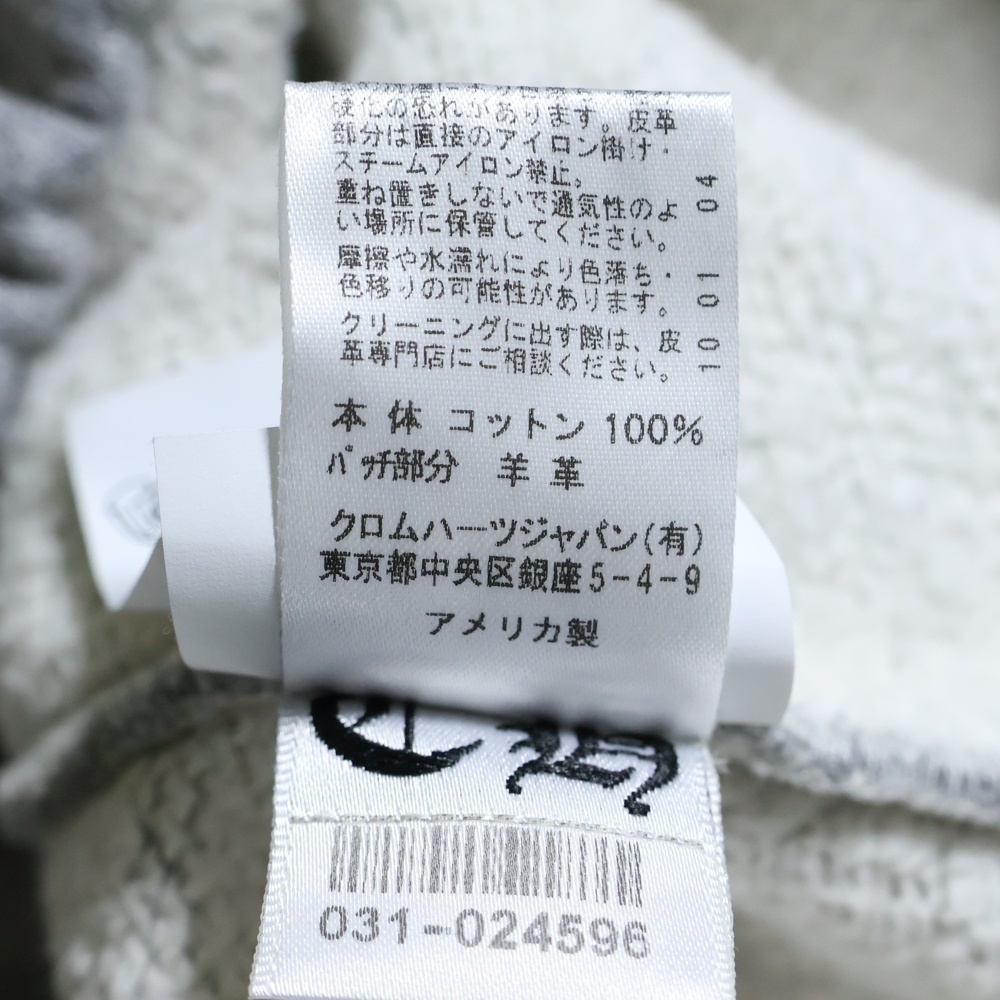 硬化の恐れがあります。皮革
部分は直接のアイロン掛け・
スチームアイロン禁止。
重ね置きしないで通気性のよ
い場所に保管してください。
摩擦や水濡れにより色落ち・
色移りの可能性があります。
クリーニングに出す際は、皮
革専門店にご相談ください。
10 01 04
本 体 コットン 100%
パッチ部分 羊 革
クロムハーツジャパン(有)
東京都中央区銀座5-4-9
アメリカ製
CH
031-024596